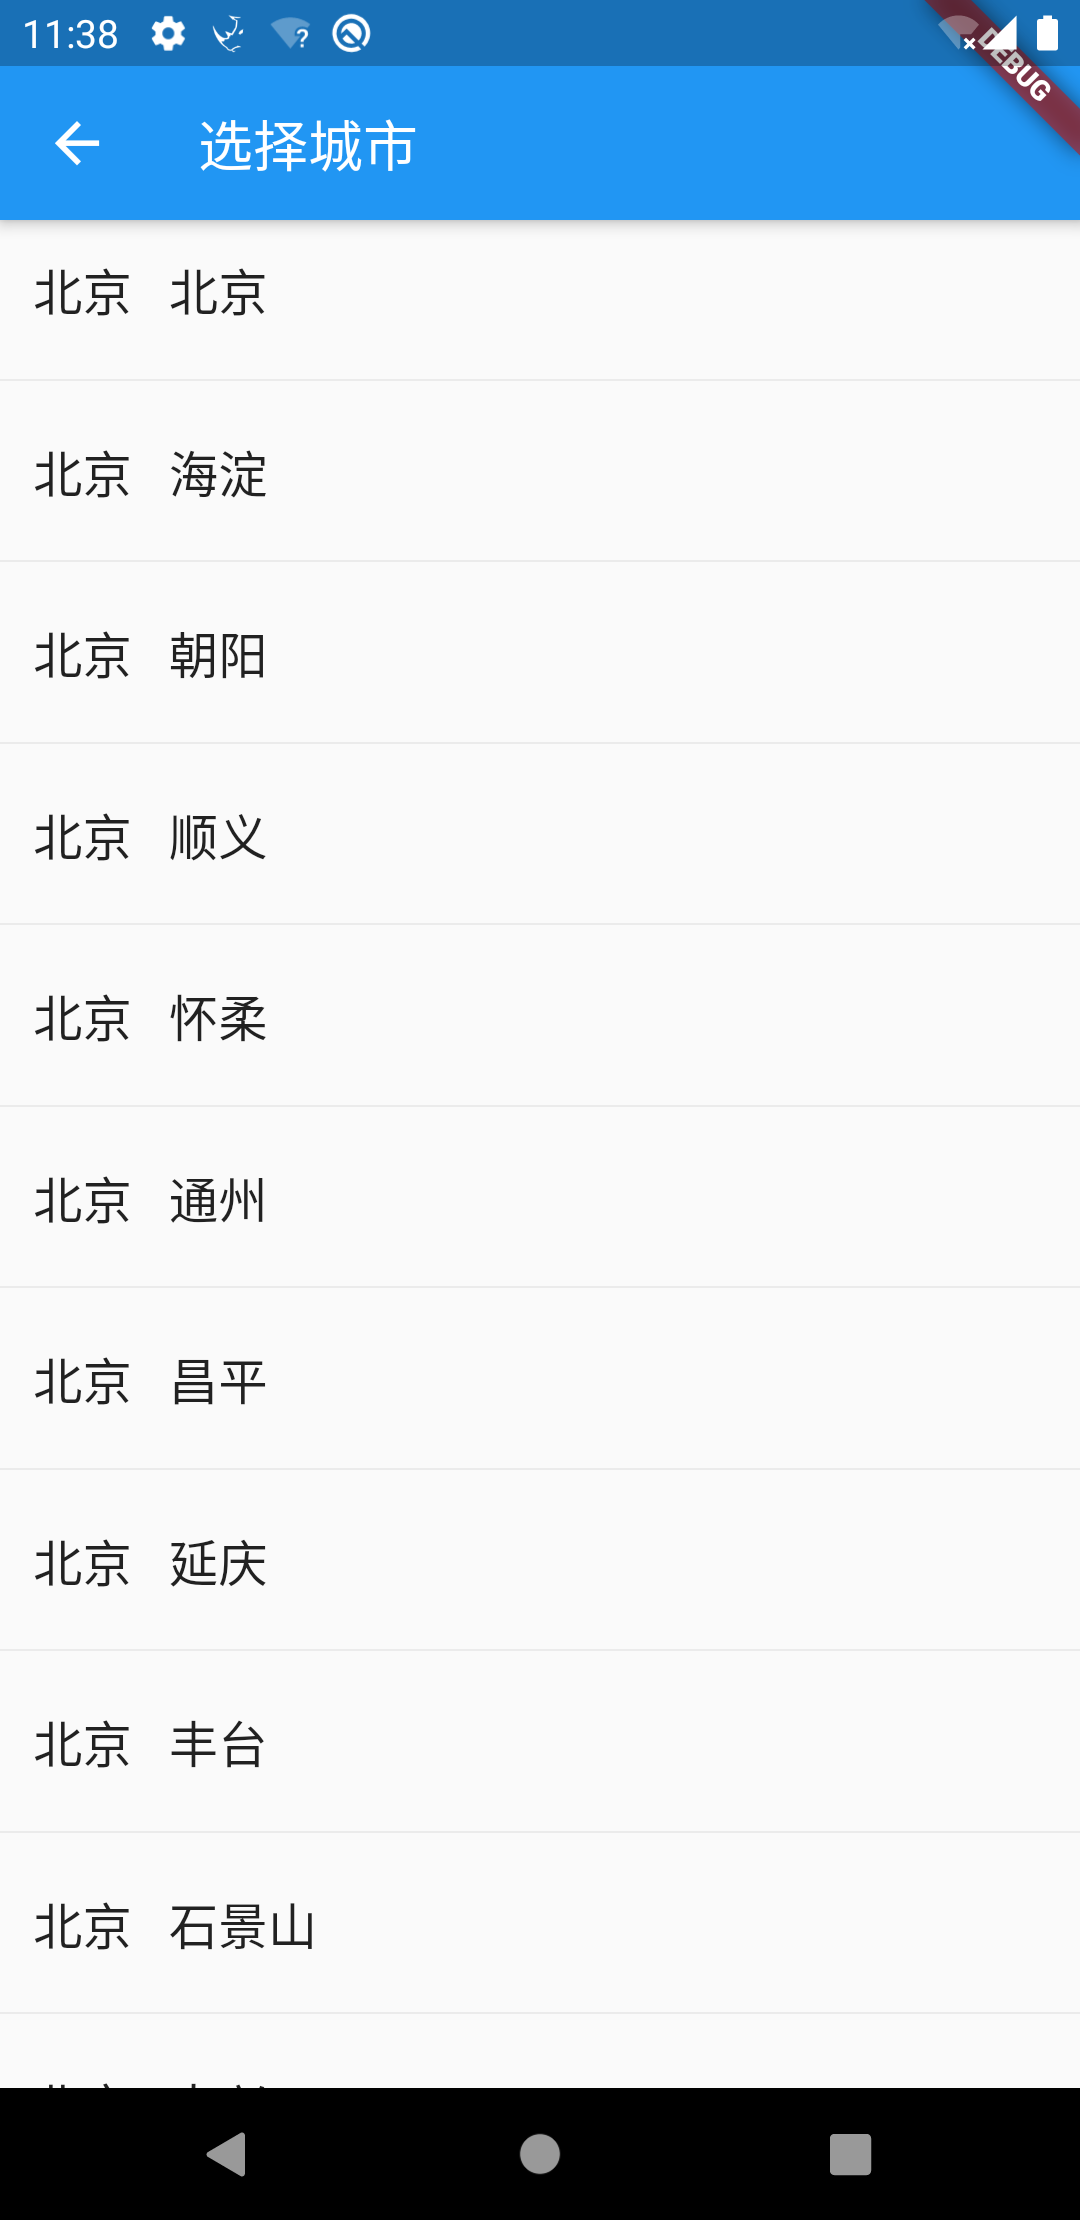 11:38
DEBUG
选择城市
北京 北京
北京 海淀
北京 朝阳
北京 顺义
北京 怀柔
北京 通州
北京 昌平
北京 延庆
北京 丰台
北京 石景山